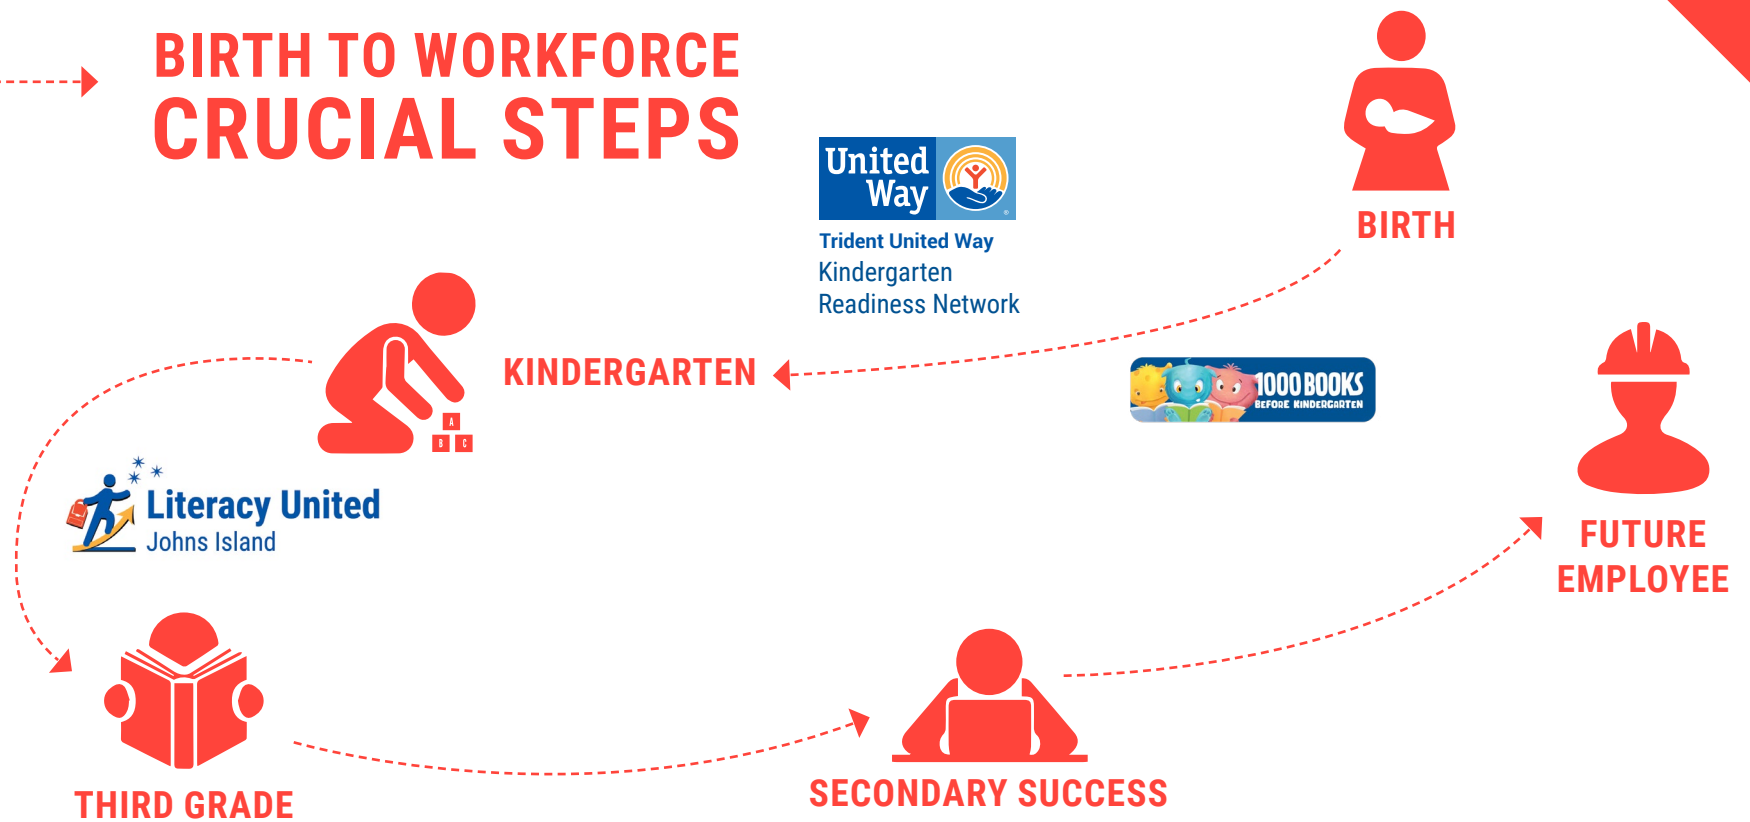 BIRTH TO WORKFORCE
CRUCIAL STEPS
United
Way
®
Trident United Way
Kindergarten
Readiness Network
BIRTH
KINDERGARTEN
1000 BOOKS
BEFORE KINDERGARTEN
A
B C
Literacy United
Johns Island
FUTURE
EMPLOYEE
THIRD GRADE
SECONDARY SUCCESS